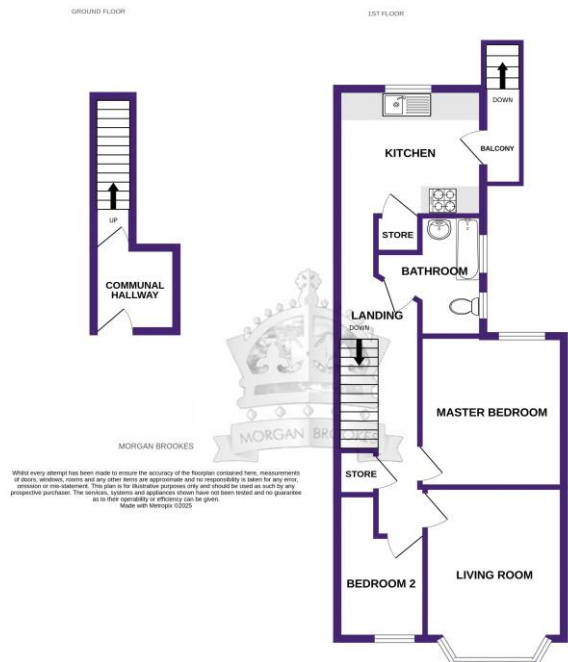 GROUND FLOOR
1ST FLOOR
DOWN
BALCONY
KITCHEN
STORE
UP
BATHROOM
COMMUNAL
HALLWAY
LANDING
DOWN
MASTER BEDROOM
MORGAN BROOKES
MORGAN BROOKES
STORE
Whilst every attempt has been made to ensure the accuracy of the floorplan contained here, measurements
of doors, windows, rooms and any other items are approximate and no responsibility is taken for any error,
omission or mis-statement. This plan is for illustrative purposes only and should be used as such by any
prospective purchaser. The services, systems and appliances shown have not been tested and no guarantee
as to their operability or efficiency can be given.
Made with Metropix ©2025
BEDROOM 2
LIVING ROOM